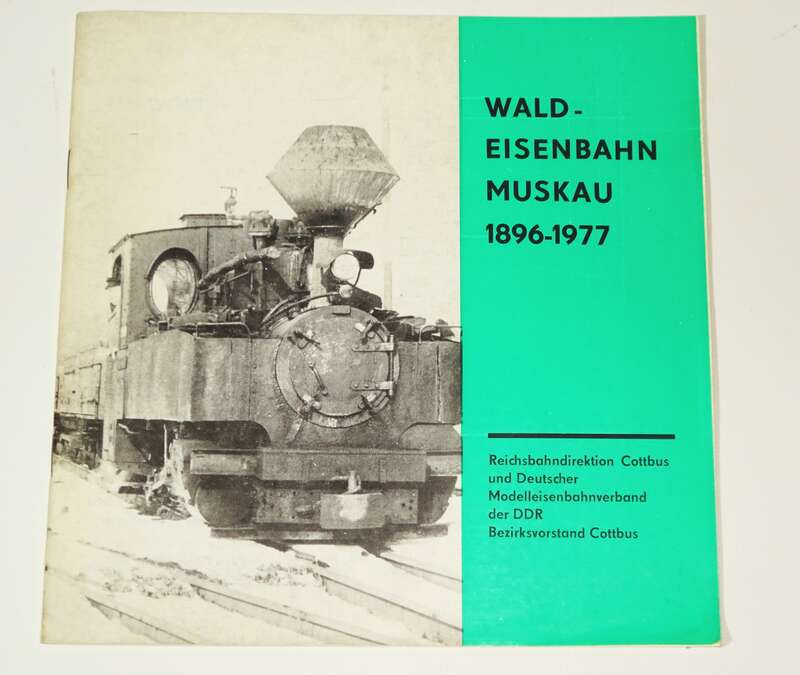 WALD-
EISENBAHN
MUSKAU
1896-1977
Reichsbahndirektion Cottbus
und Deutscher
Modelleisenbahnverband
der DDR
Bezirksvorstand Cottbus